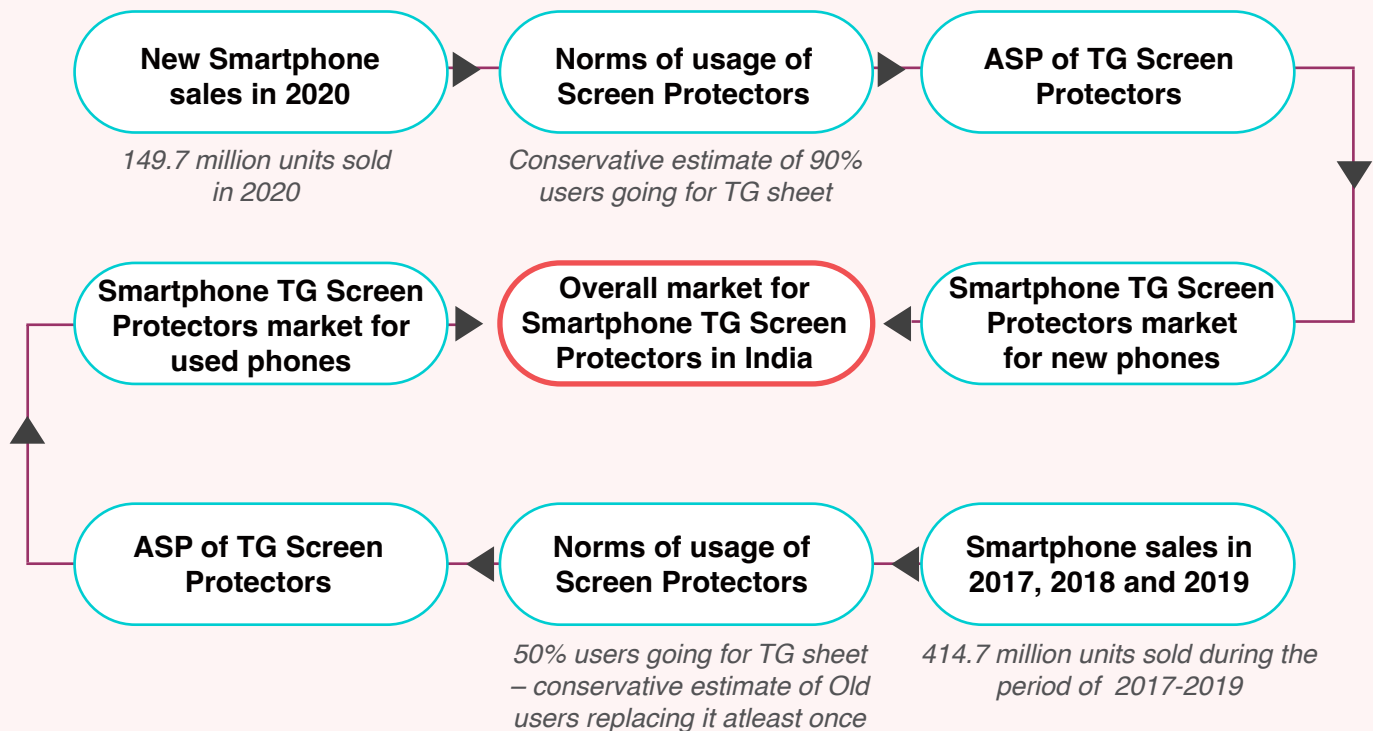 New Smartphone
sales in 2020
149.7 million units sold
in 2020
Norms of usage of
Screen Protectors
Conservative estimate of 90%
users going for TG sheet
ASP of TG Screen
Protectors
Smartphone TG Screen
Protectors market for
used phones
Overall market for
Smartphone TG Screen
Protectors in India
Smartphone TG Screen
Protectors market
for new phones
ASP of TG Screen
Protectors
Norms of usage of
Screen Protectors
50% users going for TG sheet
– conservative estimate of Old
users replacing it atleast once
Smartphone sales in
2017, 2018 and 2019
414.7 million units sold during the
period of 2017-2019